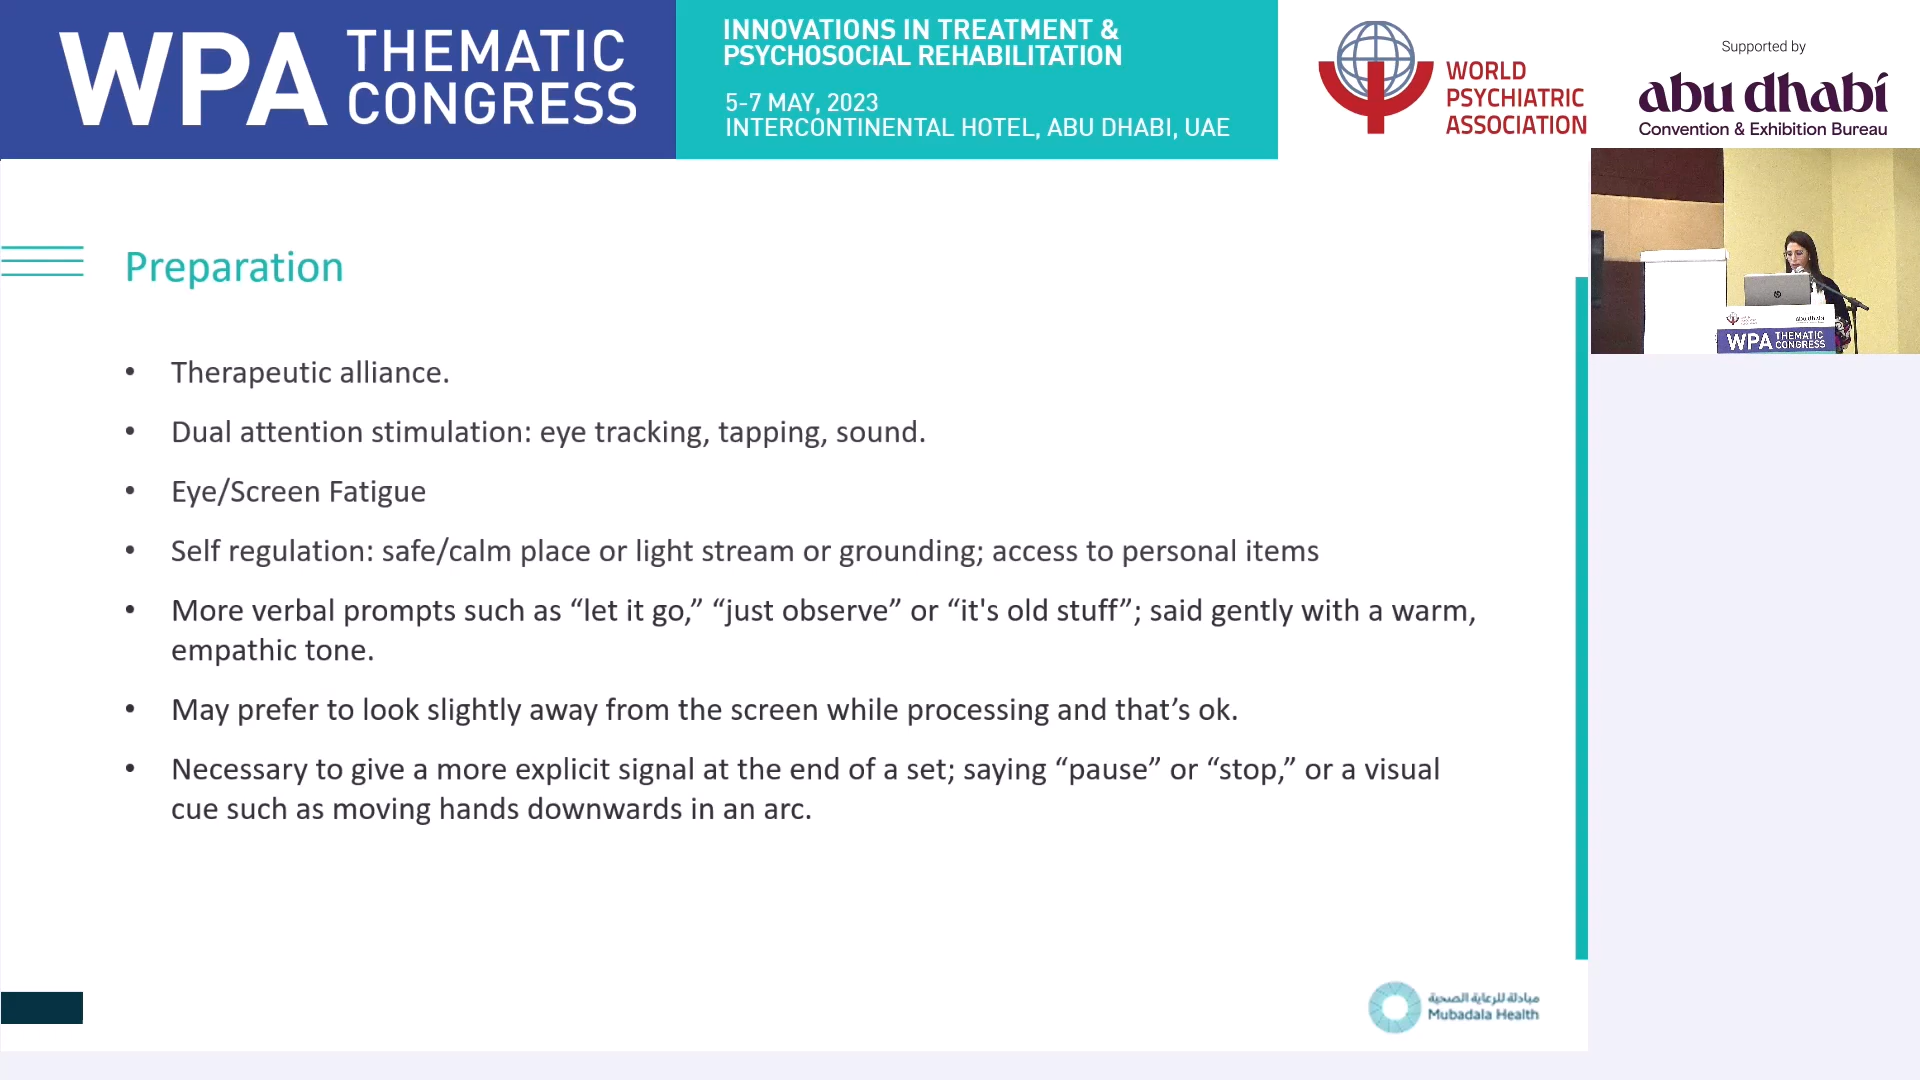 WPA THEMATIC
CONGRESS
INNOVATIONS IN TREATMENT &
PSYCHOSOCIAL REHABILITATION
5-7 MAY, 2023
INTERCONTINENTAL HOTEL, ABU DHABI, UAE
WORLD
PSYCHIATRIC
ASSOCIATION
Supported by
abu dhabi
Convention & Exhibition Bureau
Preparation
• Therapeutic alliance.
• Dual attention stimulation: eye tracking, tapping, sound.
• Eye/Screen Fatigue
• Self regulation: safe/calm place or light stream or grounding; access to personal items
• More verbal prompts such as “let it go,” “just observe” or “it's old stuff”; said gently with a warm,
empathic tone.
• May prefer to look slightly away from the screen while processing and that’s ok.
• Necessary to give a more explicit signal at the end of a set; saying “pause” or “stop,” or a visual
cue such as moving hands downwards in an arc.
abu dhabi
WPA THEMATIC
CONGRESS
مبادلة للرعاية الصحية
Mubadala Health